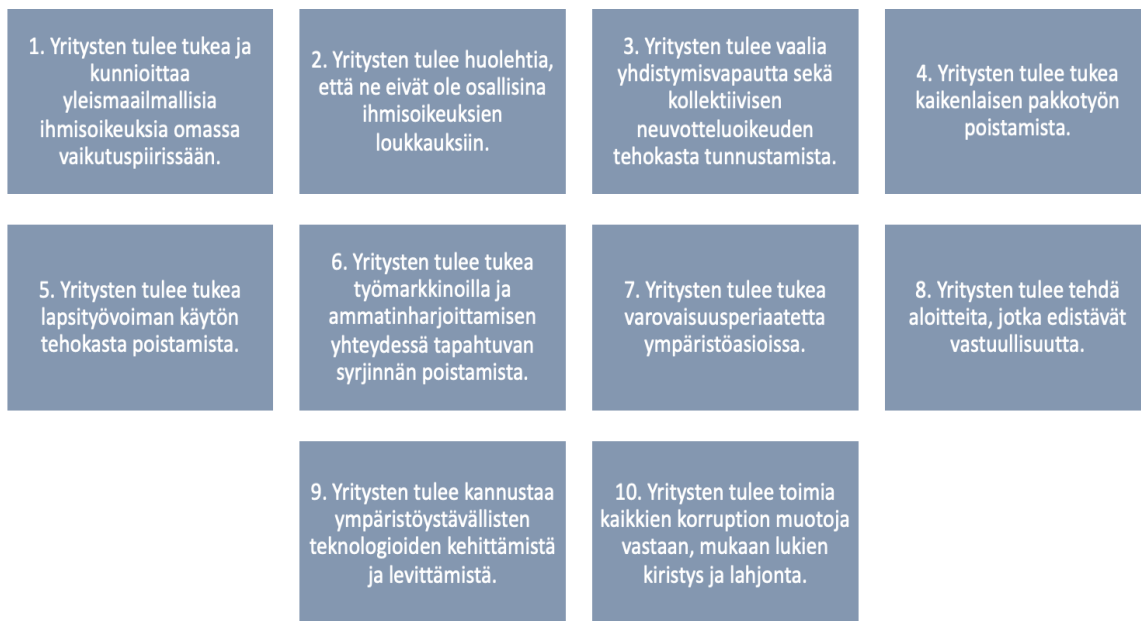 1. Yritysten tulee tukea ja
kunnioittaa
yleismaailmallisia
ihmisoikeuksia omassa
vaikutuspiirissään.
2. Yritysten tulee huolehtia,
että ne eivät ole osallisina
ihmisoikeuksien
loukkauksiin.
3. Yritysten tulee vaalia
yhdistymisvapautta sekä
kollektiivisen
neuvotteluoikeuden
tehokasta tunnustamista.
4. Yritysten tulee tukea
kaikenlaisen pakkotyön
poistamista.
5. Yritysten tulee tukea
lapsityövoiman käytön
tehokasta poistamista.
6. Yritysten tulee tukea
työmarkkinoilla ja
ammatinharjoittamisen
yhteydessä tapahtuvan
syrjinnän poistamista.
7. Yritysten tulee tukea
varovaisuusperiaatetta
ympäristöasioissa.
8. Yritysten tulee tehdä
aloitteita, jotka edistävät
vastuullisuutta.
9. Yritysten tulee kannustaa
ympäristöystävällisten
teknologioiden kehittämistä
ja levittämistä.
10. Yritysten tulee toimia
kaikkien korruption muotoja
vastaan, mukaan lukien
kiristys ja lahjonta.